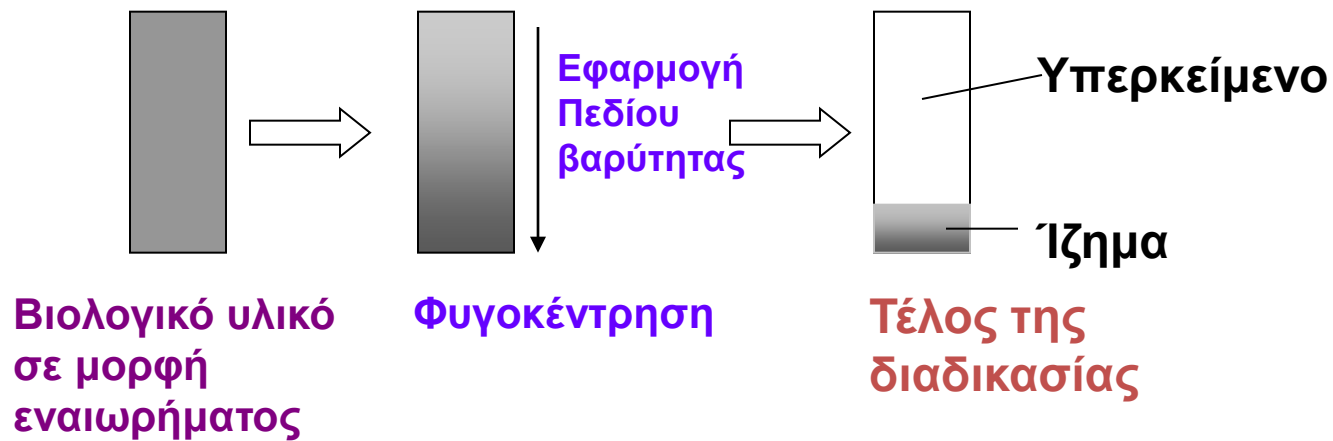 Εφαρμογή
Πεδίου
βαρύτητας
Υπερκείμενο
Ίζημα
Βιολογικό υλικό
σε μορφή
εναιωρήματος
Φυγοκέντρηση
Τέλος της
διαδικασίας